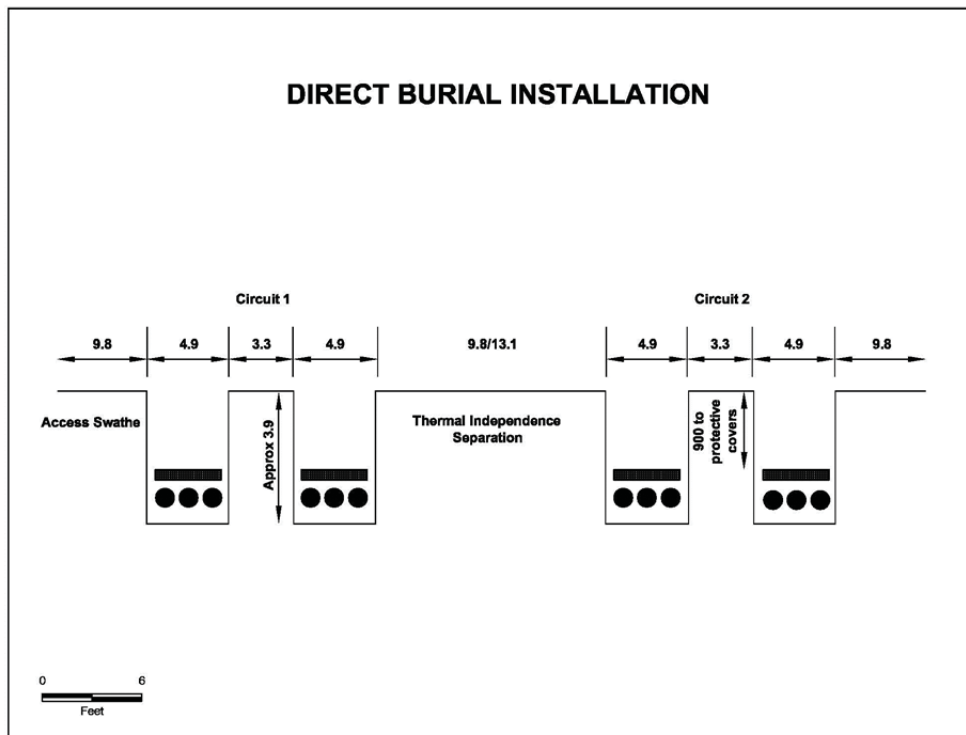 DIRECT BURIAL INSTALLATION
Circuit 1
Circuit 2
9.8
4.9
3.3
4.9
9.8/13.1
4.9
3.3
4.9
9.8
Access Swathe
Approx 3.9
Thermal Independence
Separation
900 to
protective
covers
0
6
Feet